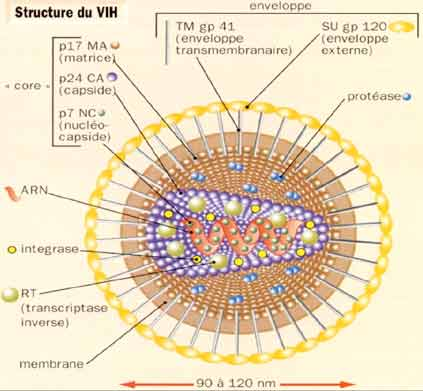 Structure du VIH
enveloppe
TM gp 41
(enveloppe
transmembranaire)
SU gp 120
(enveloppe
externe)
p17 MA
(matrice)
« core »
p24 CA
(capside)
p7 NC
(nucléo-
capside)
protéase
ARN
integrase
RT
(transcriptase
inverse)
membrane
90 à 120 nm